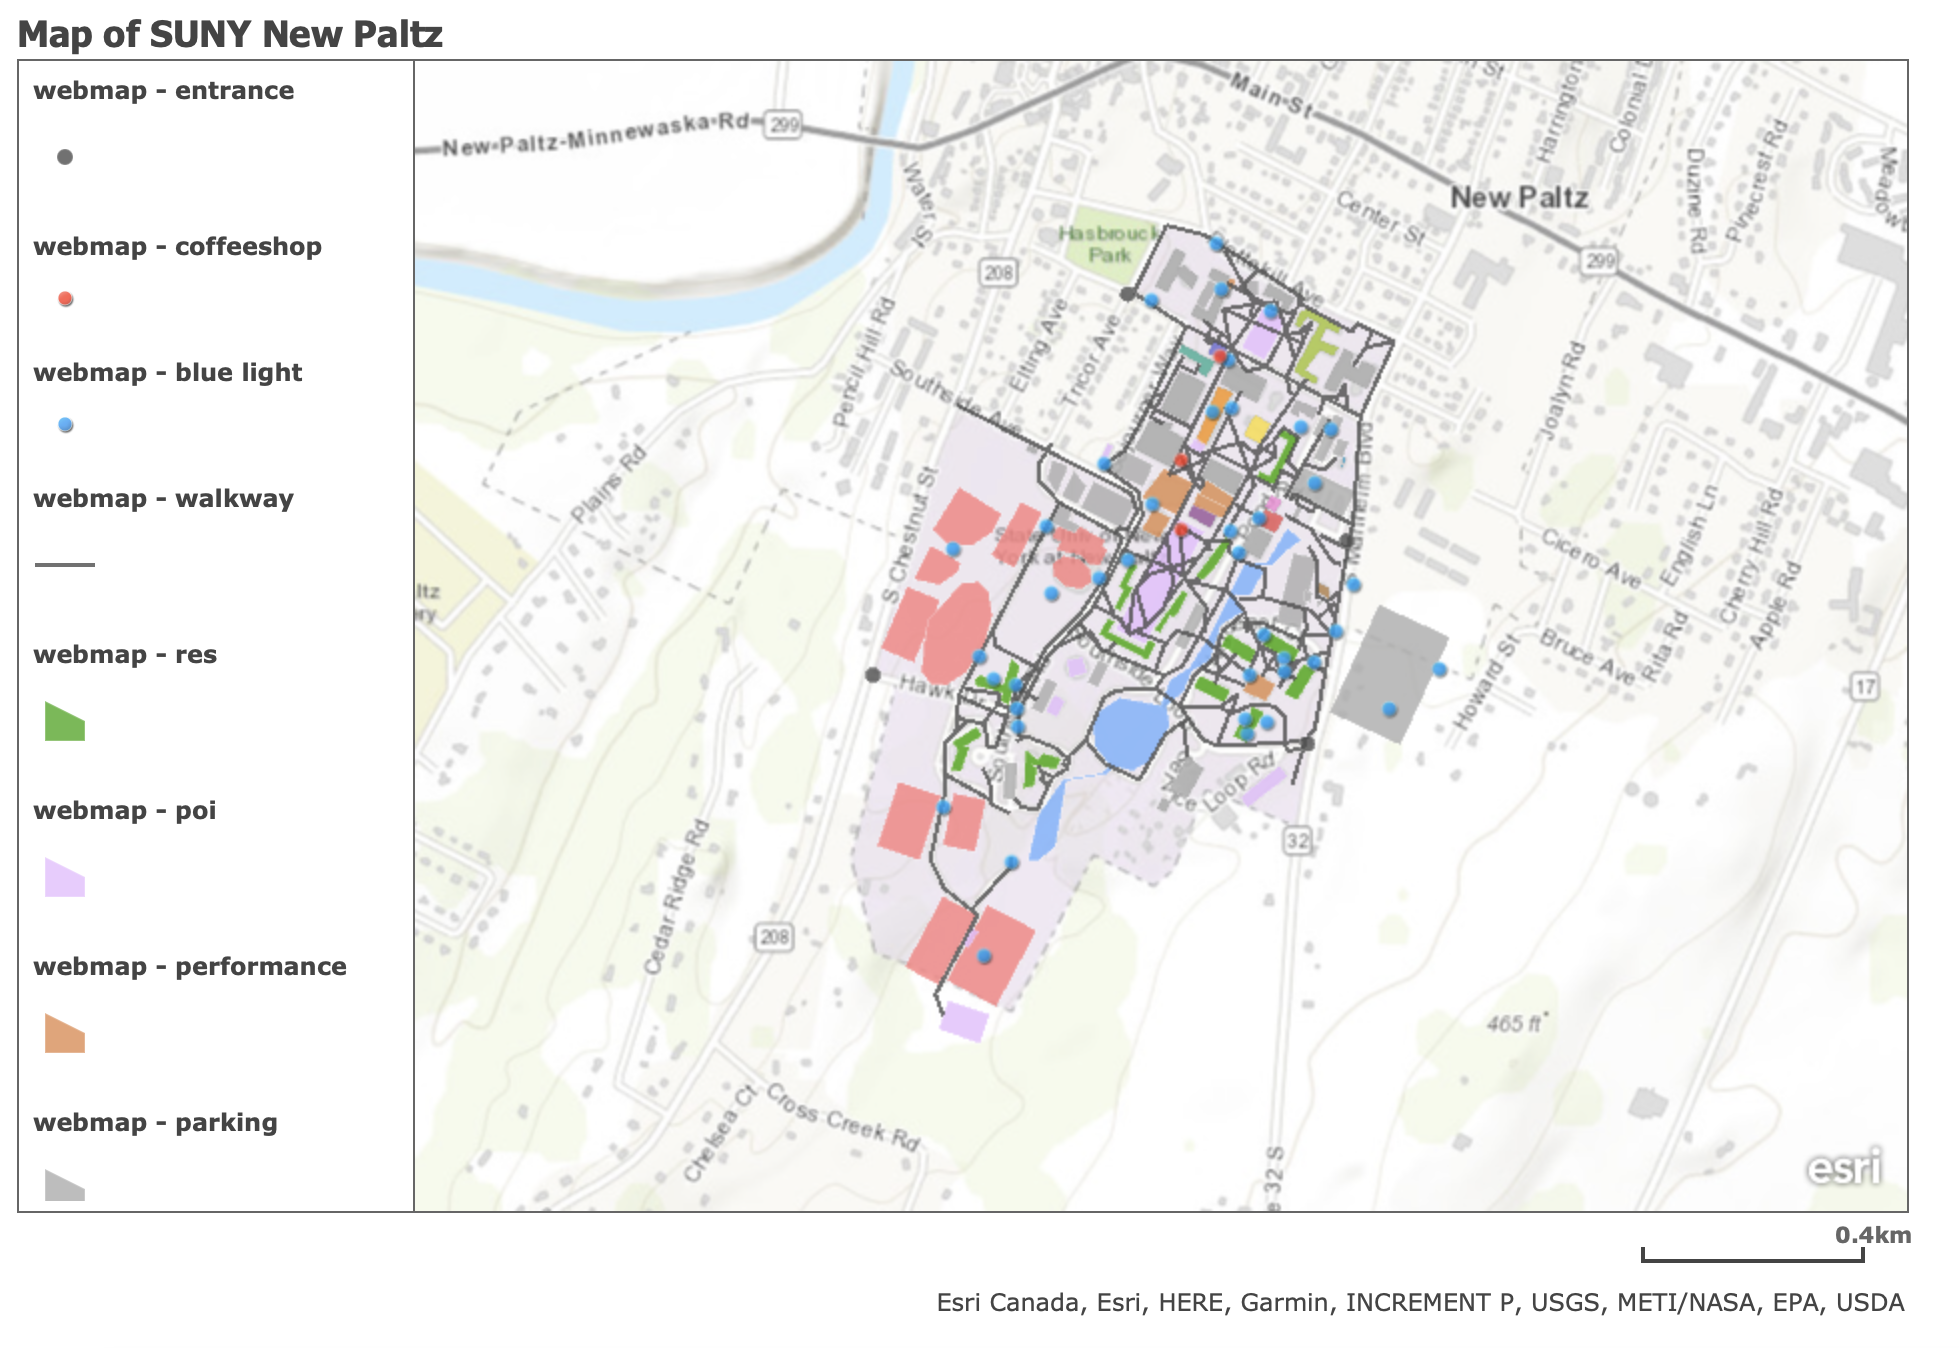 Map of SUNY New Paltz
webmap - entrance
webmap - coffeeshop
webmap - blue light
webmap - walkway
webmap - res
webmap - poi
webmap - performance
webmap - parking
New-Paltz-Minnewaska-Rd
299
Main-St
Harrington
Colonial
Duzine Rd
Pinecrest Rd
Meadow
Water St
Hasbrouck
Park
Center St
New Paltz
299
208
Pencil Hill Rd
Elting Ave
Tricor Ave
Southside Ave
Joalyn Rd
Plains Rd
S Chestnut St
Manheim Blvd
English Ln
Cherry Hill Rd
Apple Rd
Cicero Ave
Bruce Ave
Rita Rd
Howard St
17
Hawk Dr
ce Loop Rd
32
Cedar Ridge Rd
208
465 ft
Chelsea Ct
Cross Creek Rd
e 32 S
esri
0.4km
Esri Canada, Esri, HERE, Garmin, INCREMENT P, USGS, METI/NASA, EPA, USDA